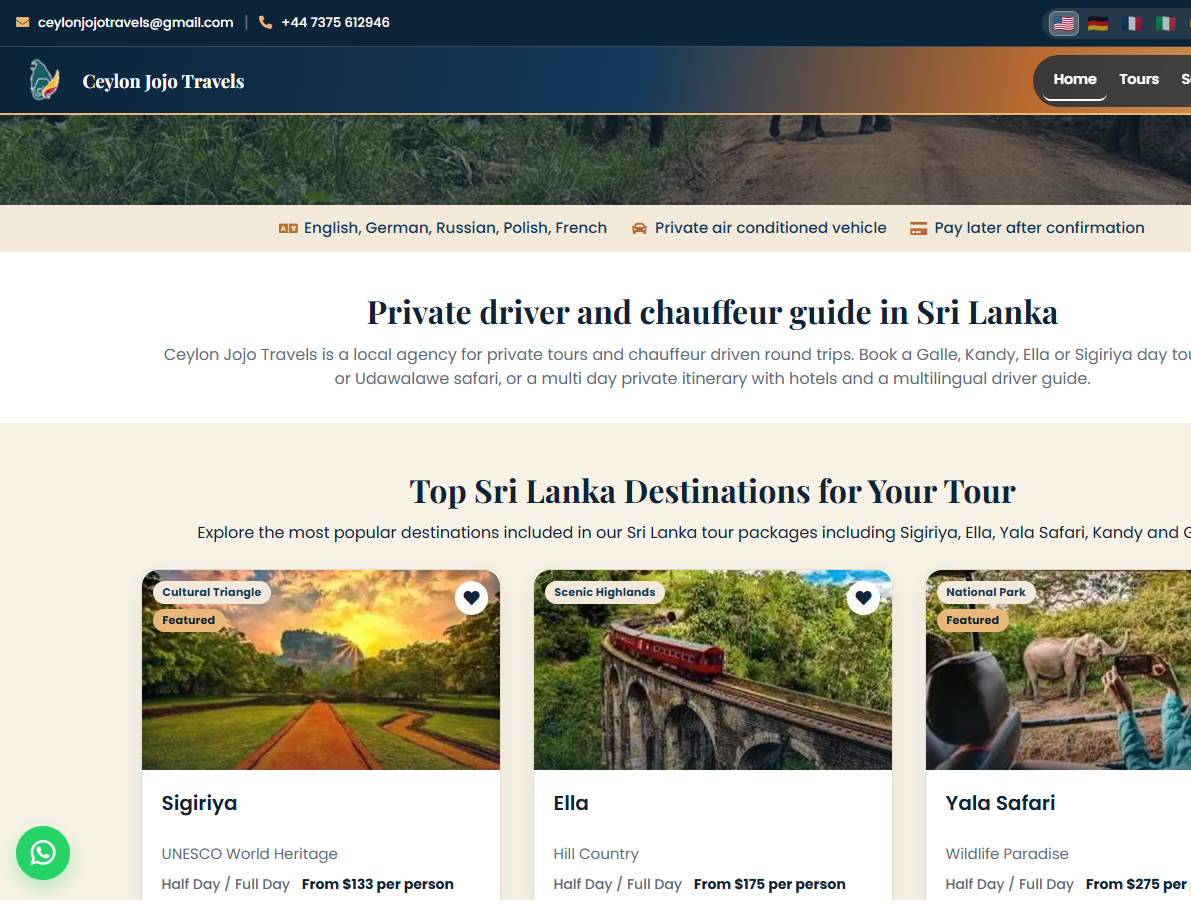 ceylonjojotravels@gmail.com | +44 7375 612946
Ceylon Jojo Travels
Home Tours
English, German, Russian, Polish, French Private air conditioned vehicle Pay later after confirmation
Private driver and chauffeur guide in Sri Lanka
Ceylon Jojo Travels is a local agency for private tours and chauffeur driven round trips. Book a Galle, Kandy, Ella or Sigiriya day
or Udawalawe safari, or a multi day private itinerary with hotels and a multilingual driver guide.
Top Sri Lanka Destinations for Your Tour
Explore the most popular destinations included in our Sri Lanka tour packages including Sigiriya, Ella, Yala Safari, Kandy and
Cultural Triangle
Featured
Sigiriya
UNESCO World Heritage
Half Day / Full Day From $133 per person
Scenic Highlands
Ella
Hill Country
Half Day / Full Day From $175 per person
National Park
Featured
Yala Safari
Wildlife Paradise
Half Day / Full Day From $275 per